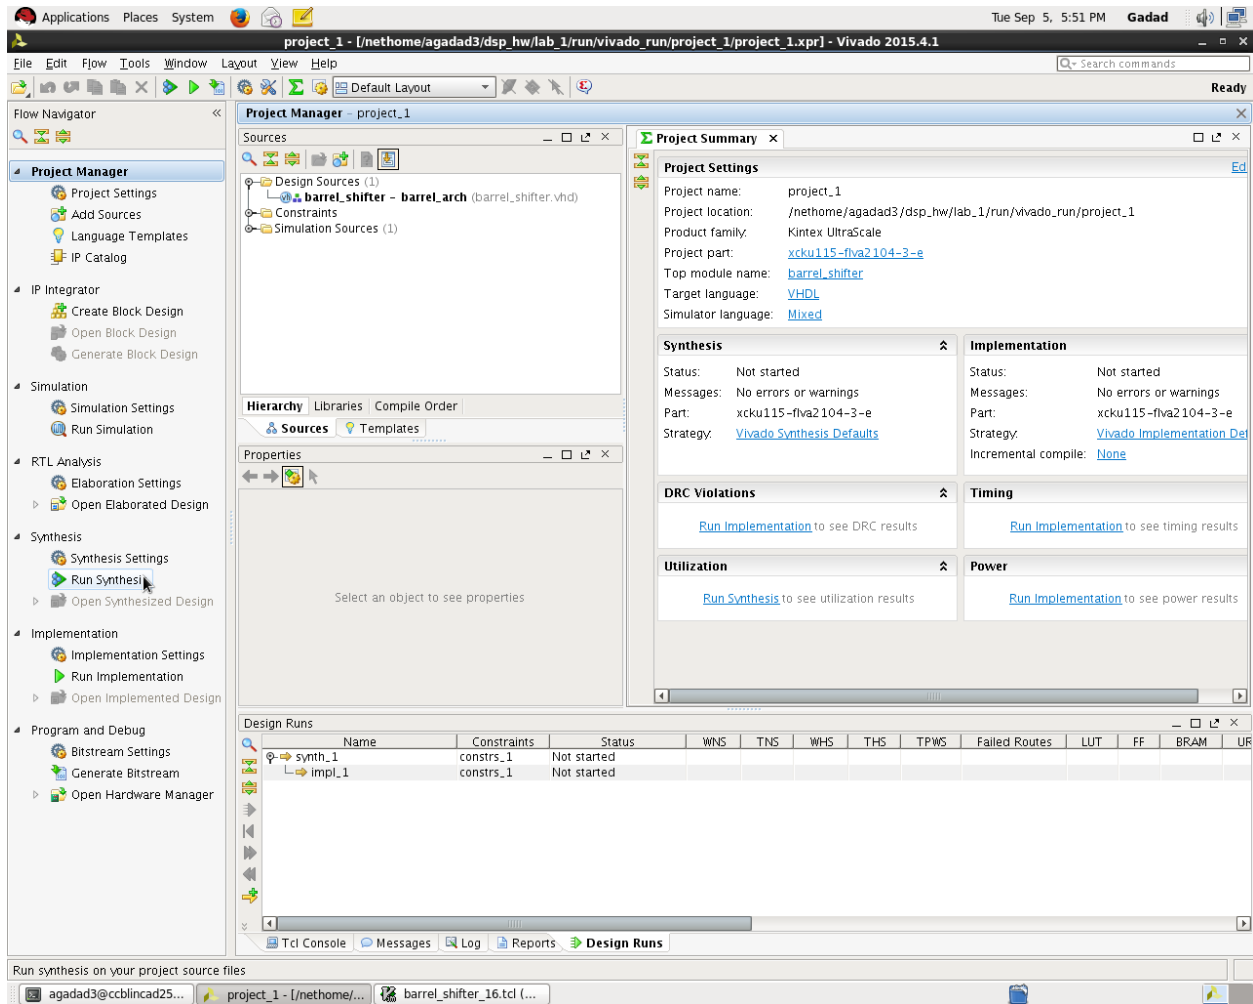 Applications Places System Tue Sep 5, 5:51 PM Gadad
project_1 - [/nethome/agadad3/dsp_hw/lab_1/run/vivado_run/project_1/project_1.xpr] - Vivado 2015.4.1
File Edit Flow Tools Window Layout View Help Search commands
Default Layout Ready
Flow Navigator
Project Manager
Project Settings
Add Sources
Language Templates
IP Catalog
IP Integrator
Create Block Design
Open Block Design
Generate Block Design
Simulation
Simulation Settings
Run Simulation
RTL Analysis
Elaboration Settings
Open Elaborated Design
Synthesis
Synthesis Settings
Run Synthesis
Open Synthesized Design
Implementation
Implementation Settings
Run Implementation
Open Implemented Design
Program and Debug
Bitstream Settings
Generate Bitstream
Open Hardware Manager
Project Manager - project_1
Sources
Design Sources (1)
barrel_shifter - barrel_arch (barrel_shifter.vhd)
Constraints
Simulation Sources (1)
Hierarchy Libraries Compile Order
Sources Templates
Properties
Select an object to see properties
Project Summary
Project Settings Ed
Project name: project_1
Project location: /nethome/agadad3/dsp_hw/lab_1/run/vivado_run/project_1
Product family: Kintex UltraScale
Project part: xcku115-flva2104-3-e
Top module name: barrel_shifter
Target language: VHDL
Simulator language: Mixed
Synthesis
Status: Not started
Messages: No errors or warnings
Part: xcku115-flva2104-3-e
Strategy: Vivado Synthesis Defaults
Implementation
Status: Not started
Messages: No errors or warnings
Part: xcku115-flva2104-3-e
Strategy: Vivado Implementation Def
Incremental compile: None
DRC Violations
Run Implementation to see DRC results
Timing
Run Implementation to see timing results
Utilization
Run Synthesis to see utilization results
Power
Run Implementation to see power results
Design Runs
Name Constraints Status WNS TNS WHS THS TPWS Failed Routes LUT FF BRAM UR
synth_1 constrs_1 Not started
impl_1 constrs_1 Not started
Tcl Console Messages Log Reports Design Runs
Run synthesis on your project source files
agadad3@ccblincad25... project_1 - [/nethome/... barrel_shifter_16.tcl (...